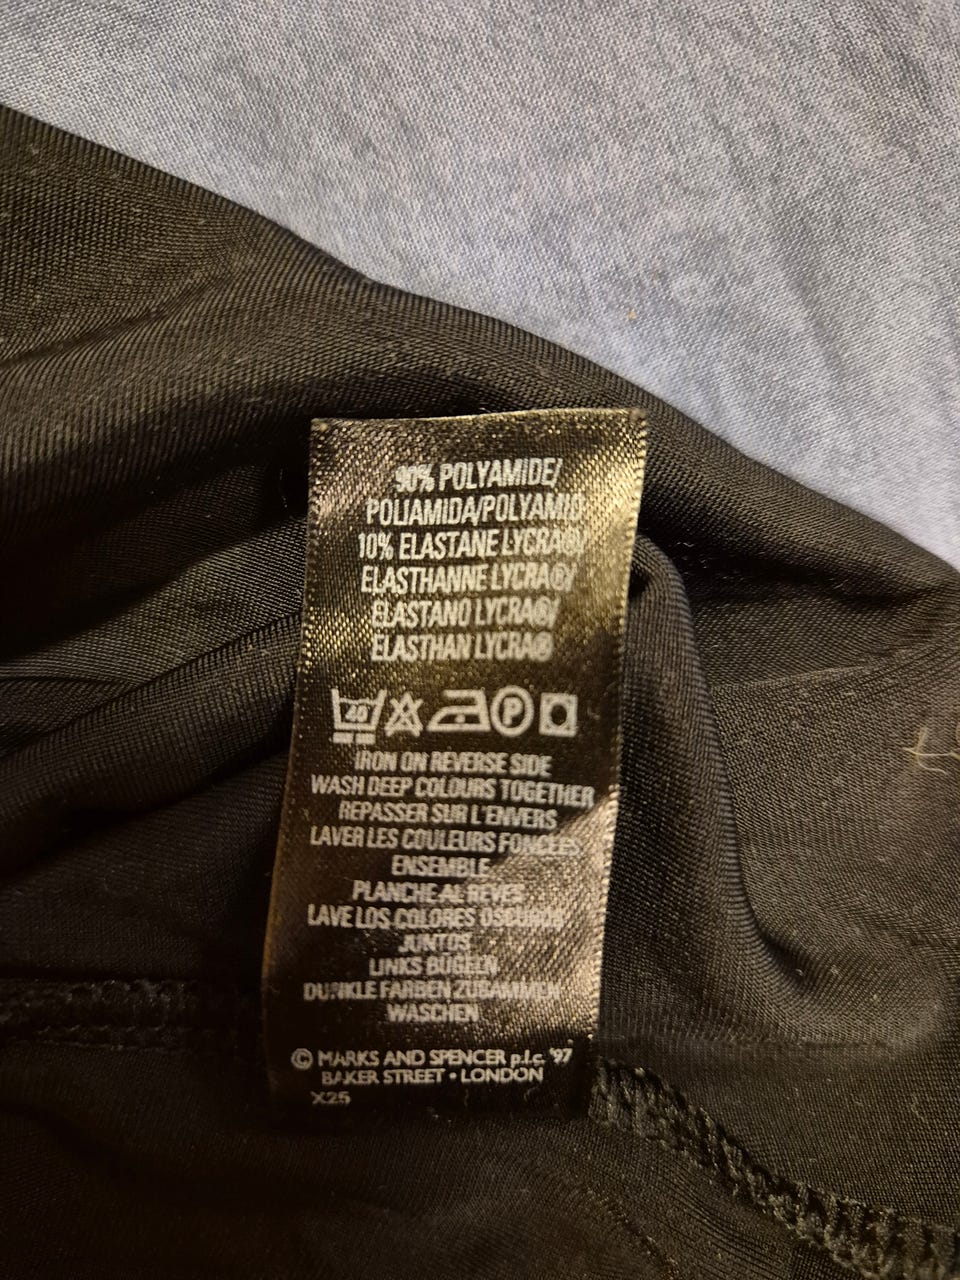 90% POLYAMIDE/
POLIAMIDA/POLYAMID
10% ELASTANE LYCRA®/
ELASTHANNE LYCRA®/
ELASTANO LYCRA®/
ELASTHAN LYCRA®
40 P
IRON ON REVERSE SIDE
WASH DEEP COLOURS TOGETHER
REPASSER SUR L'ENVERS
LAVER LES COULEURS FONCEES
ENSEMBLE
PLANCHE AL REVES
LAVE LOS COLORES OSCUROS
JUNTOS
LINKS BÜGELN
DUNKLE FARBEN ZUSAMMEN
WASCHEN
© MARKS AND SPENCER p.l.c. '97
BAKER STREET • LONDON
X25